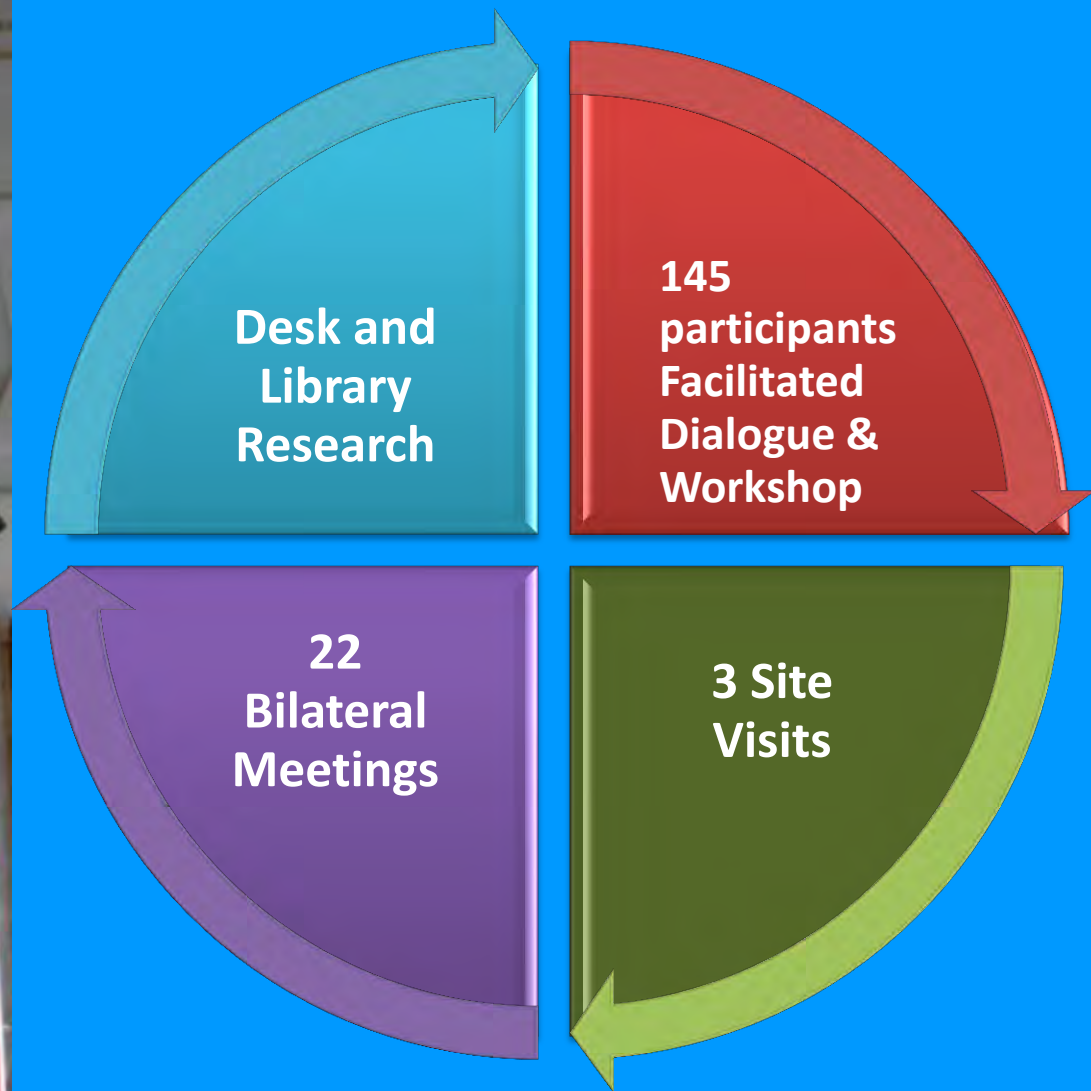 Desk and
Library
Research
145
participants
Facilitated
Dialogue &
Workshop
22
Bilateral
Meetings
3 Site
Visits